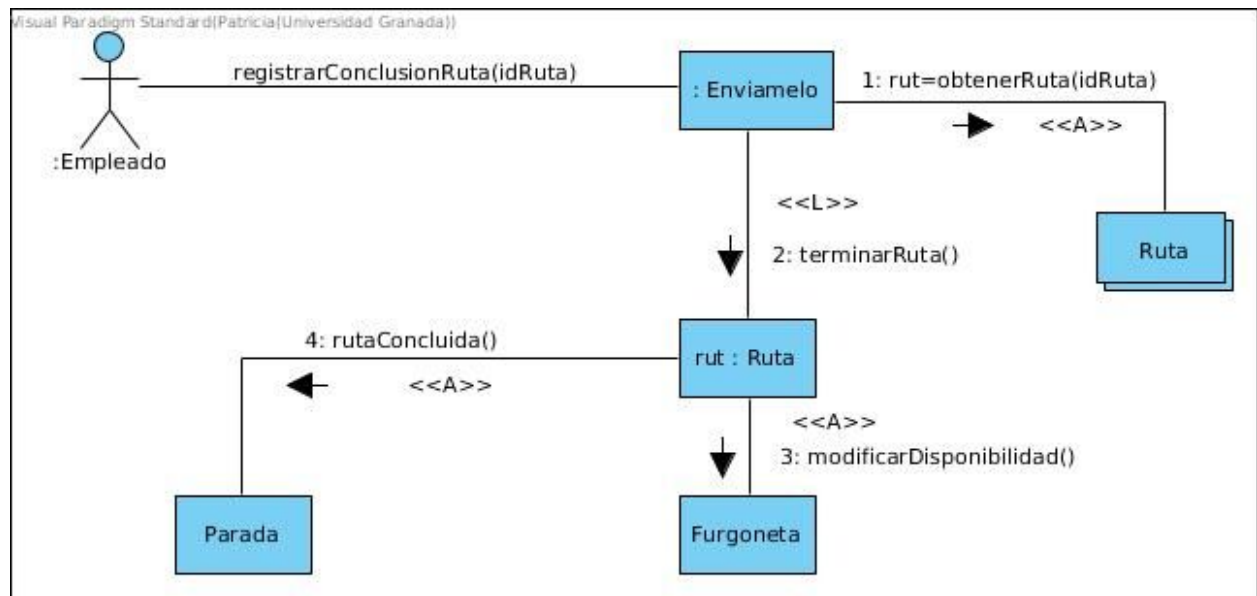 Visual Paradigm Standard(Patricia(Universidad Granada))
registrarConclusionRuta(idRuta)
:Empleado
: Enviamelo
1: rut=obtenerRuta(idRuta)
<<A>>
Ruta
<<L>>
2: terminarRuta()
4: rutaConcluida()
<<A>>
rut : Ruta
<<A>>
3: modificarDisponibilidad()
Parada
Furgoneta